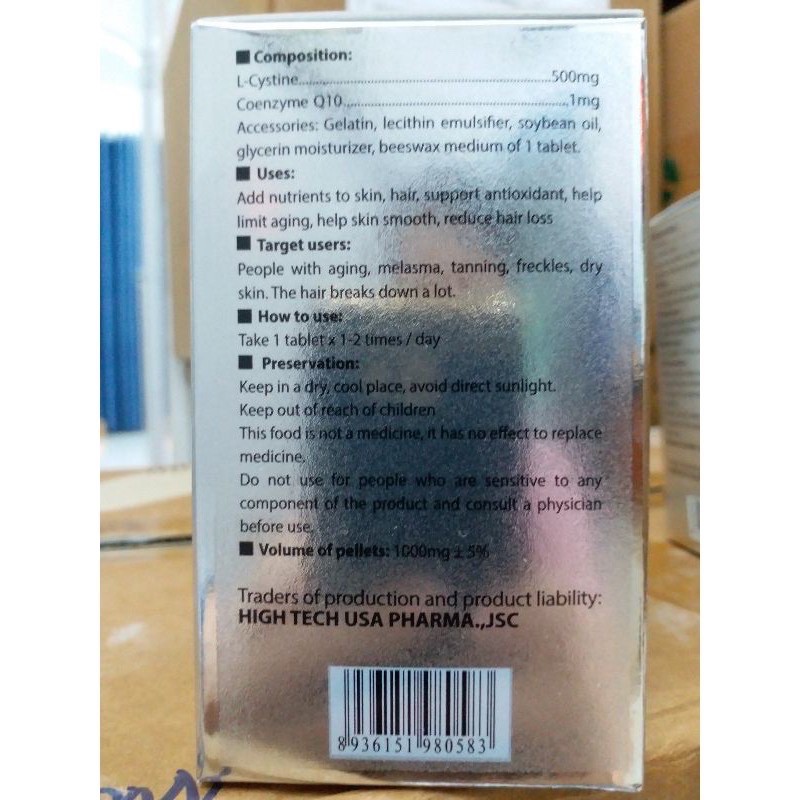 ■ Composition:
L-Cystine..........500mg
Coenzyme Q10..........1mg
Accessories: Gelatin, lecithin emulsifier, soybean oil,
glycerin moisturizer, beeswax medium of 1 tablet.
■ Uses:
Add nutrients to skin, hair, support antioxidant, help
limit aging, help skin smooth, reduce hair loss
■ Target users:
People with aging, melasma, tanning, freckles, dry
skin. The hair breaks down a lot.
■ How to use:
Take 1 tablet x 1-2 times / day
■ Preservation:
Keep in a dry, cool place, avoid direct sunlight.
Keep out of reach of children
This food is not a medicine, it has no effect to replace
medicine.
Do not use for people who are sensitive to any
component of the product and consult a physician
before use.
■ Volume of pellets: 1000mg ± 5%
Traders of production and product liability:
HIGH TECH USA PHARMA.,JSC
8 936151 980583